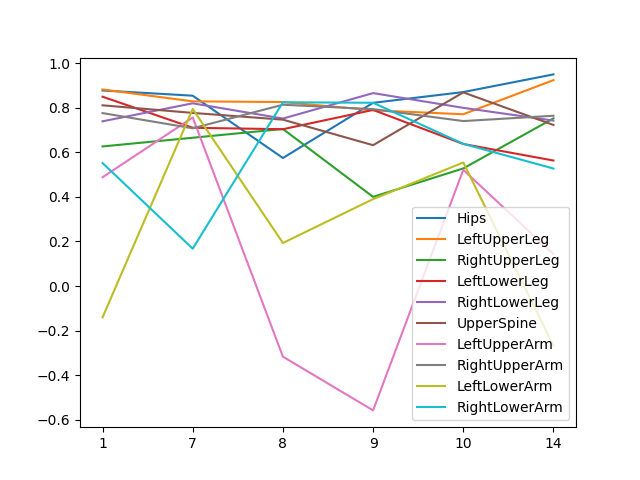 1.0
0.8
0.6
0.4
0.2
0.0
−0.2
−0.4
−0.6
1 7 8 9 10 14
Hips
LeftUpperLeg
RightUpperLeg
LeftLowerLeg
RightLowerLeg
UpperSpine
LeftUpperArm
RightUpperArm
LeftLowerArm
RightLowerArm